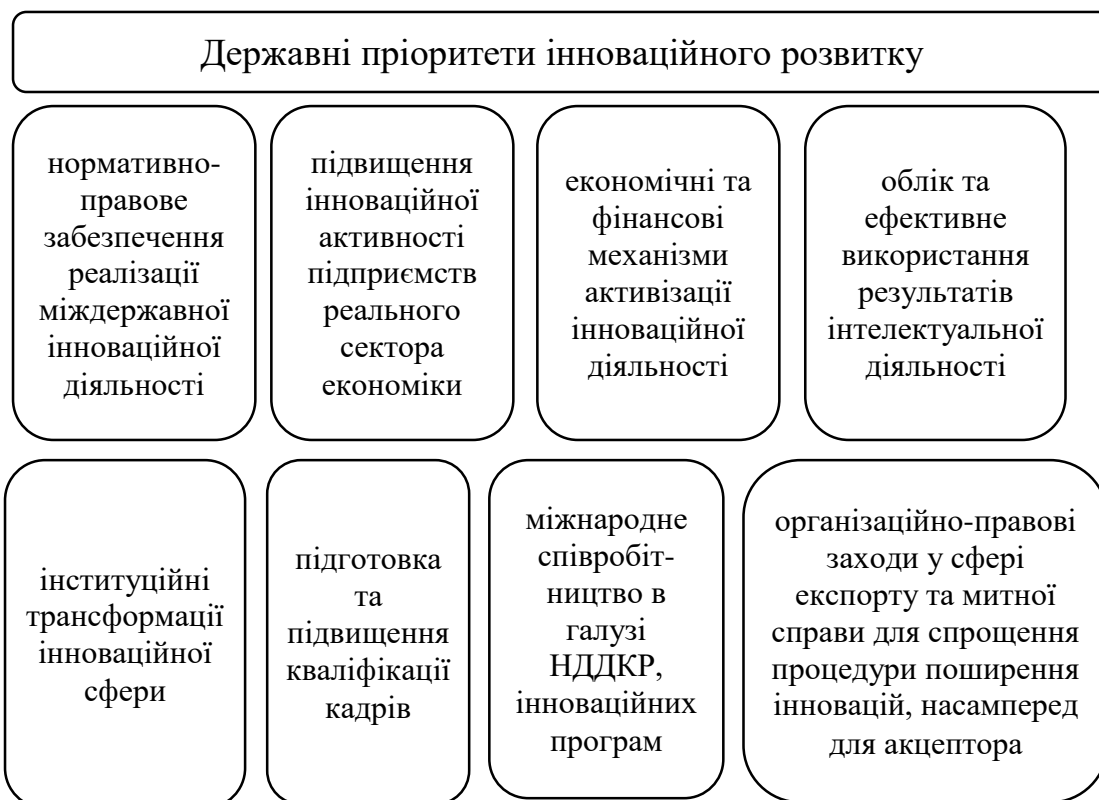 Державні пріоритети інноваційного розвитку
нормативно-
правове
забезпечення
реалізації
міждержавної
інноваційної
діяльності
підвищення
інноваційної
активності
підприємств
реального
сектора
економіки
економічні та
фінансові
механізми
активізації
інноваційної
діяльності
облік та
ефективне
використання
результатів
інтелектуальної
діяльності
інституційні
трансформації
інноваційної
сфери
підготовка
та
підвищення
кваліфікації
кадрів
міжнародне
співробіт-
ництво в
галузі
НДДКР,
інноваційних
програм
організаційно-правові
заходи у сфері
експорту та митної
справи для спрощення
процедури поширення
інновацій, насамперед
для акцептора